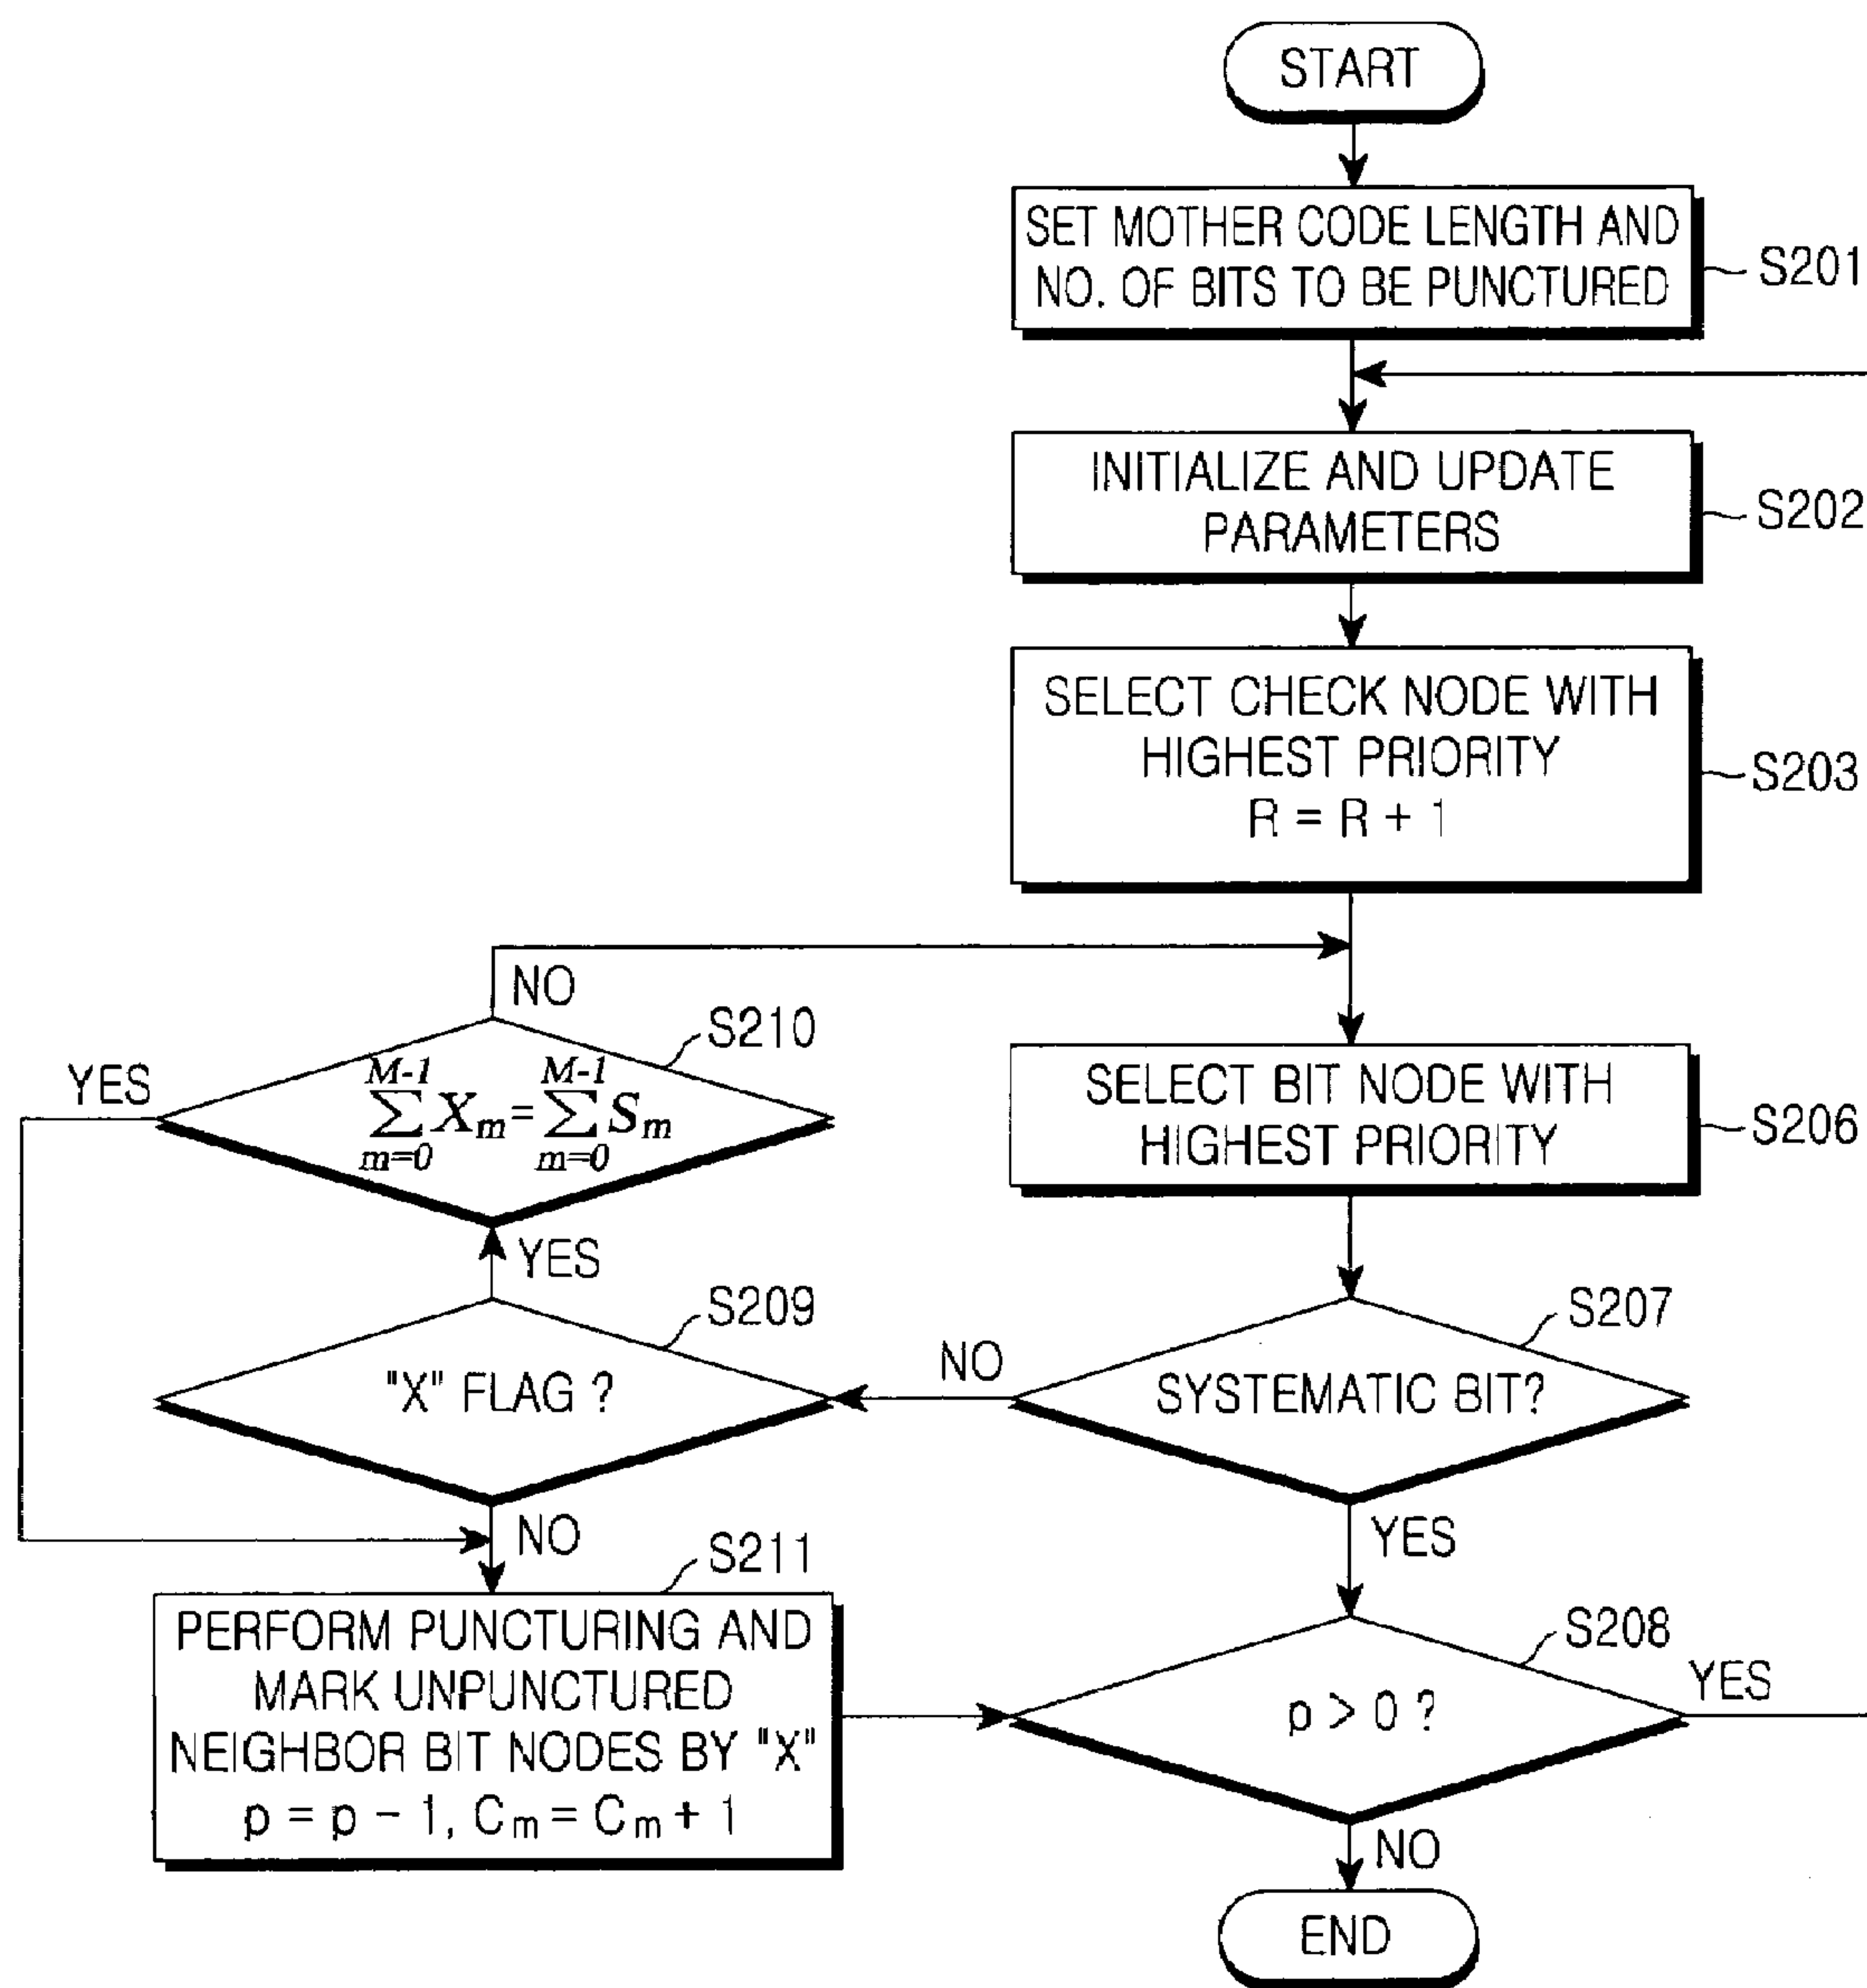 START
SET MOTHER CODE LENGTH AND
NO. OF BITS TO BE PUNCTURED
S201
INITIALIZE AND UPDATE
PARAMETERS
S202
SELECT CHECK NODE WITH
HIGHEST PRIORITY
R = R + 1
S203
NO
S210
YES
M-1 M-1
∑ Xm = ∑ Sm
m=0 m=0
SELECT BIT NODE WITH
HIGHEST PRIORITY
S206
YES
S209
"X" FLAG ?
NO
S207
SYSTEMATIC BIT?
NO
YES
S211
PERFORM PUNCTURING AND
MARK UNPUNCTURED
NEIGHBOR BIT NODES BY "X"
p = p − 1, Cm = Cm + 1
S208
p > 0 ?
YES
NO
END